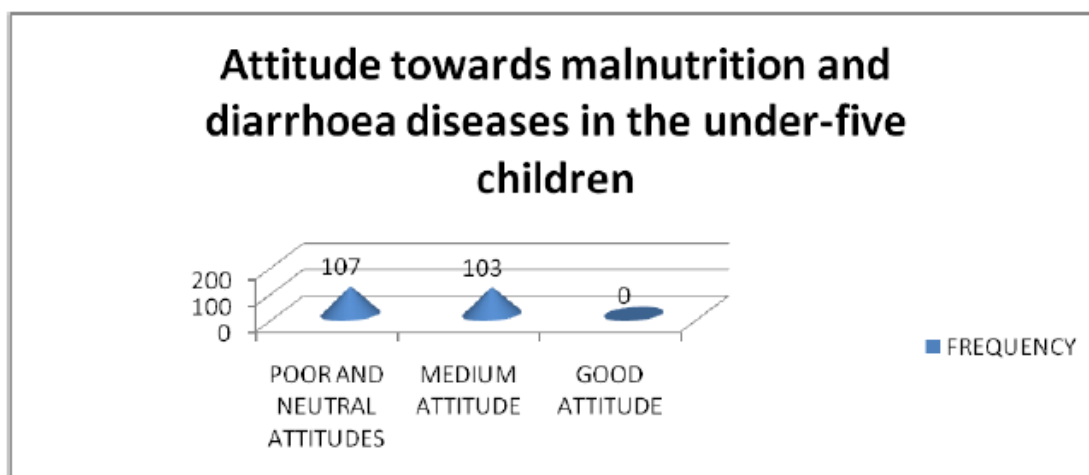 Attitude towards malnutrition and
diarrhoea diseases in the under-five
children
107 103 0
200
100
0
POOR AND
NEUTRAL
ATTITUDES
MEDIUM
ATTITUDE
GOOD
ATTITUDE
FREQUENCY